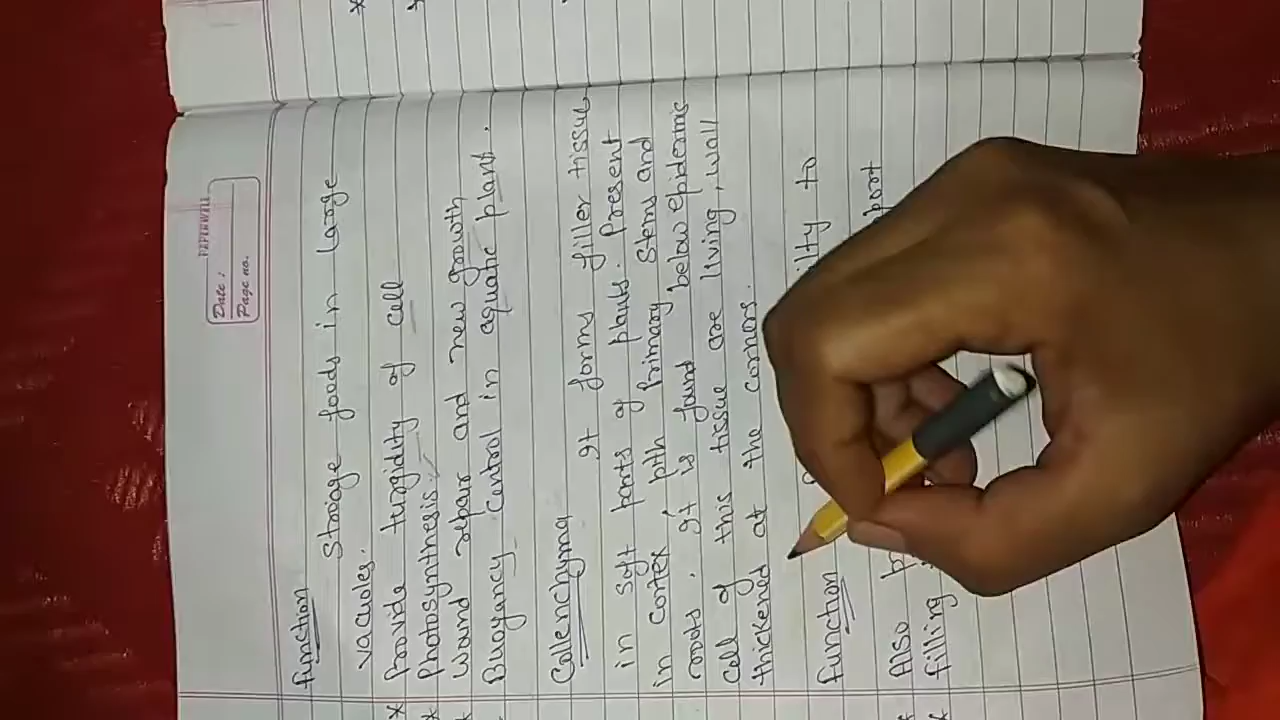 PAPERWELL
Date :
Page no.
Function
Storage foods in large
vacuoles.
* Provide turgidity of cell
* Photosynthesis.
* Wound repair and new growth
Buoyancy control in aquatic plant.
Collenchyma
It forms filler tissue
in soft parts of plants. Present
in cortex, pith Primary stems and
roots. It is found below epidermis
cell of this tissue are living, wall
thickened at the corners.
Function
to
* Also
* filling